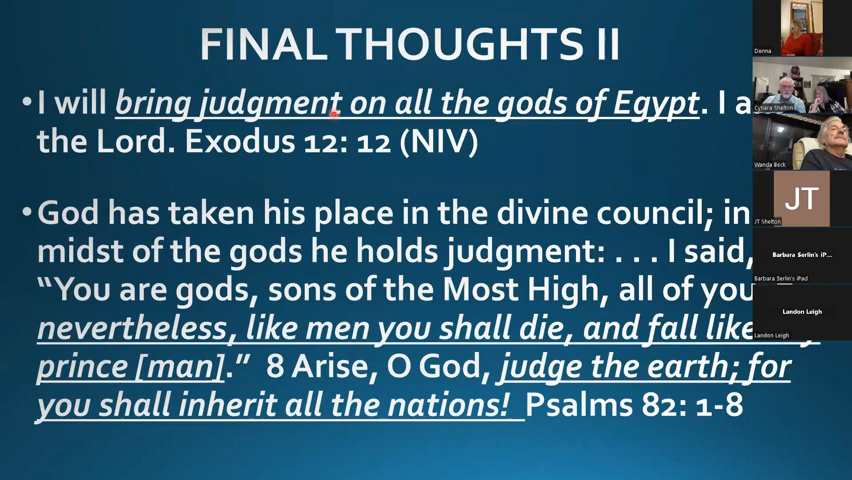 FINAL THOUGHTS II
•I will bring judgment on all the gods of Egypt. I a
the Lord. Exodus 12: 12 (NIV)
•God has taken his place in the divine council; in
midst of the gods he holds judgment: . . . I said,
“You are gods, sons of the Most High, all of you
nevertheless, like men you shall die, and fall like
prince [man].” 8 Arise, O God, judge the earth; for
you shall inherit all the nations! Psalms 82: 1-8
Donna
Cynara Shelton
Wanda Beck
JT
JT Shelton
Barbara Serlin's iP...
Barbara Serlin's iPad
Landon Leigh
Landon Leigh